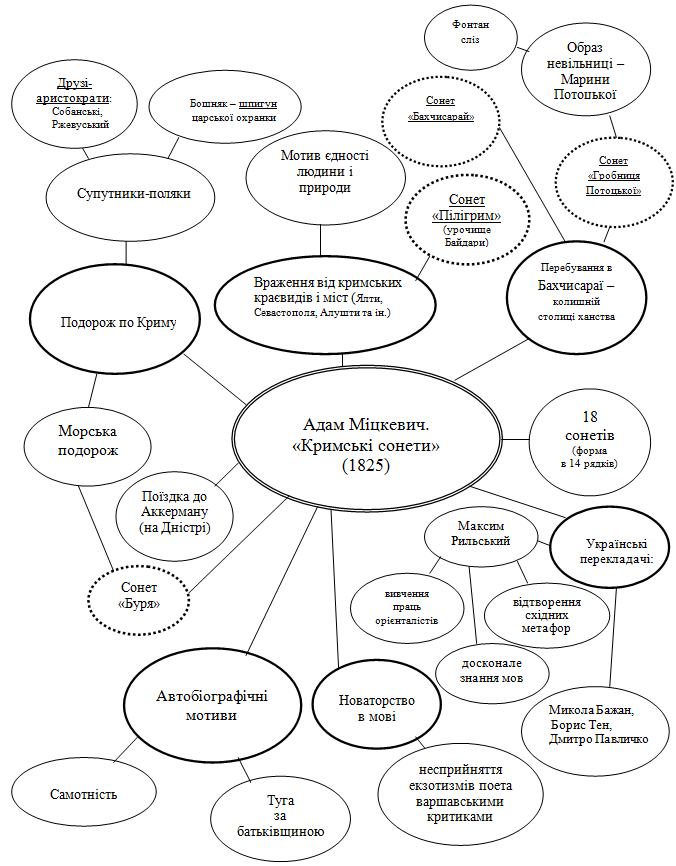 Фонтан
сліз
Образ
невільниці –
Марини
Потоцької
Друзі-
аристократи:
Собанські,
Ржевуський
Бошняк – шпигун
царської охранки
Сонет
«Бахчисарай»
Мотив єдності
людини і
природи
Сонет
«Гробниця
Потоцької»
Супутники-поляки
Сонет
«Пілігрим»
(урочище
Байдари)
Враження від кримських
краєвидів і міст (Ялти,
Севастополя, Алушти та ін.)
Перебування в
Бахчисараї –
колишній
столиці ханства
Подорож по Криму
Адам Міцкевич.
«Кримські сонети»
(1825)
18
сонетів
(форма
в 14 рядків)
Морська
подорож
Поїздка до
Аккерману
(на Дністрі)
Максим
Рильський
Українські
перекладачі:
Сонет
«Буря»
вивчення
праць
орієнталістів
відтворення
східних
метафор
досконале
знання мов
Автобіографічні
мотиви
Новаторство
в мові
Микола Бажан,
Борис Тен,
Дмитро Павличко
Самотність
Туга
за
батьківщиною
несприйняття
екзотизмів поета
варшавськими
критиками